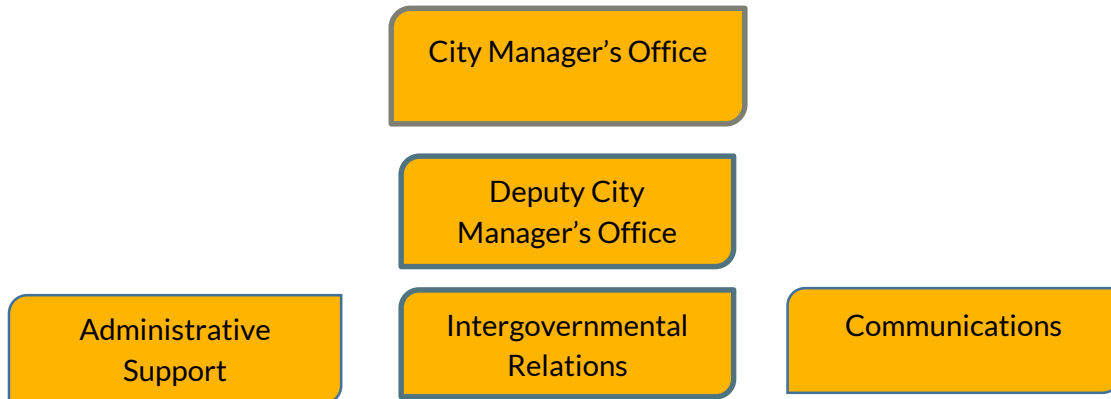 City Manager’s Office
Deputy City
Manager’s Office
Administrative
Support
Intergovernmental
Relations
Communications